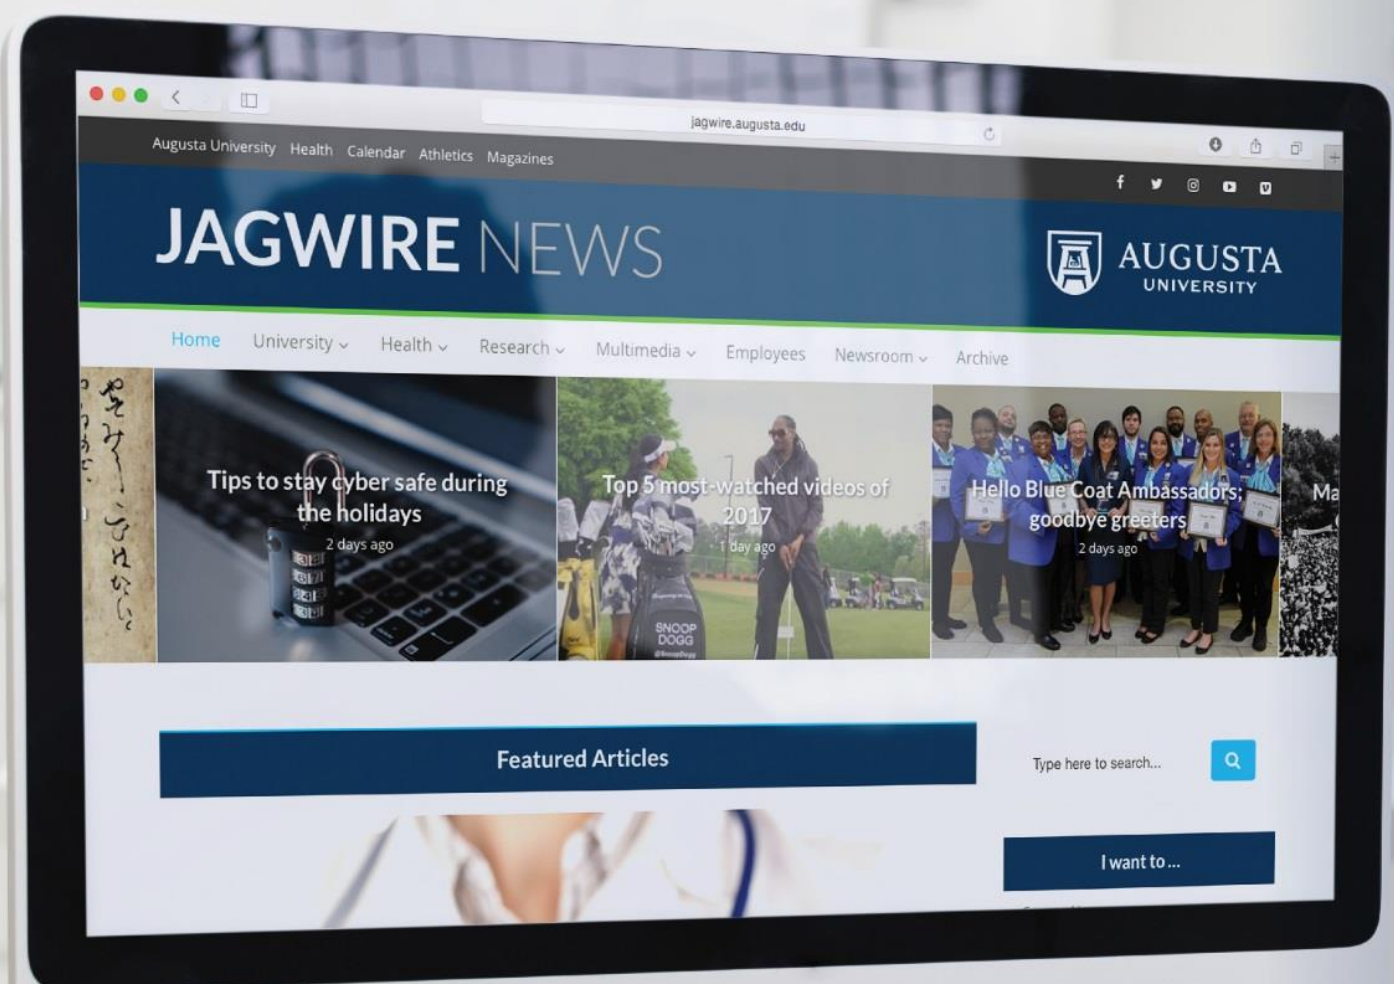 jagwire.augusta.edu
Augusta University Health Calendar Athletics Magazines
JAGWIRE NEWS
AUGUSTA
UNIVERSITY
Home University Health Research Multimedia Employees Newsroom Archive
Tips to stay cyber safe during
the holidays
2 days ago
Top 5 most-watched videos of
2017
1 day ago
SNOOP
DOGG
@SnoopDogg
Hello Blue Coat Ambassadors;
goodbye greeters
2 days ago
Ma
Featured Articles
Type here to search...
I want to ...